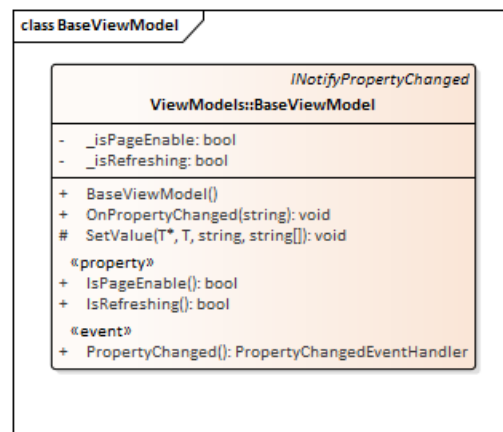 class BaseViewModel
INotifyPropertyChanged
ViewModels::BaseViewModel
- _isPageEnable: bool
- _isRefreshing: bool
+ BaseViewModel()
+ OnPropertyChanged(string): void
# SetValue(T*, T, string, string[]): void
«property»
+ IsPageEnable(): bool
+ IsRefreshing(): bool
«event»
+ PropertyChanged(): PropertyChangedEventHandler